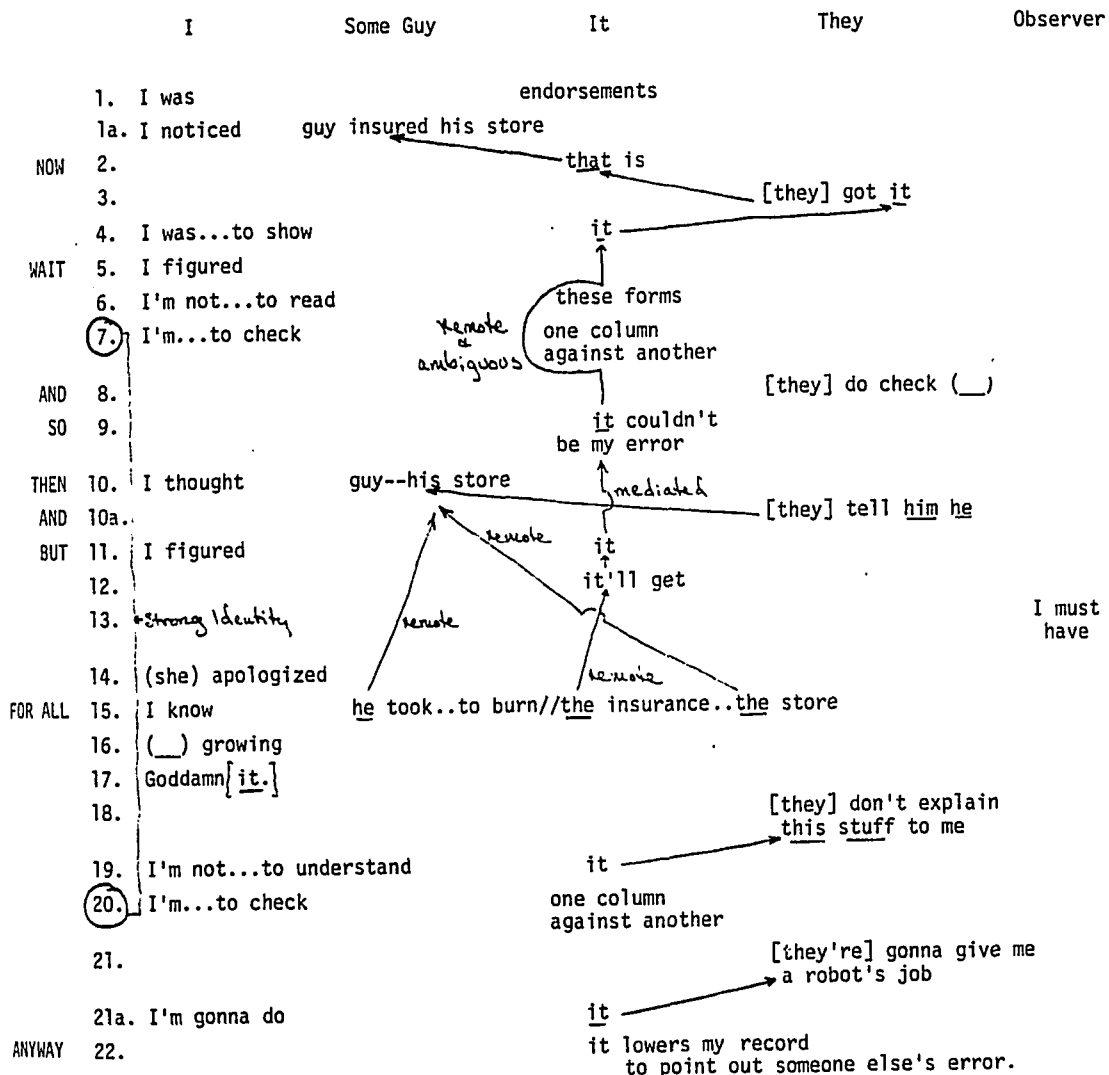 I Some Guy It They Observer
1. I was endorsements
1a. I noticed guy insured his store
NOW 2. that is
3. [they] got it
4. I was...to show it
WAIT 5. I figured
6. I'm not...to read these forms
7. I'm...to check one column
remote & ambiguous against another
AND 8. [they] do check (__)
SO 9. it couldn't
be my error
THEN 10. I thought guy--his store mediated
AND 10a. [they] tell him he
BUT 11. I figured remote it
12. it'll get
13. Strong Identity remote I must
have
14. (she) apologized remote
FOR ALL 15. I know he took..to burn//the insurance..the store
16. (__) growing
17. Goddamn[it.]
18. [they] don't explain
this stuff to me
19. I'm not...to understand it
20. I'm...to check one column
against another
21. [they're] gonna give me
a robot's job
21a. I'm gonna do it
ANYWAY 22. it lowers my record
to point out someone else's error.